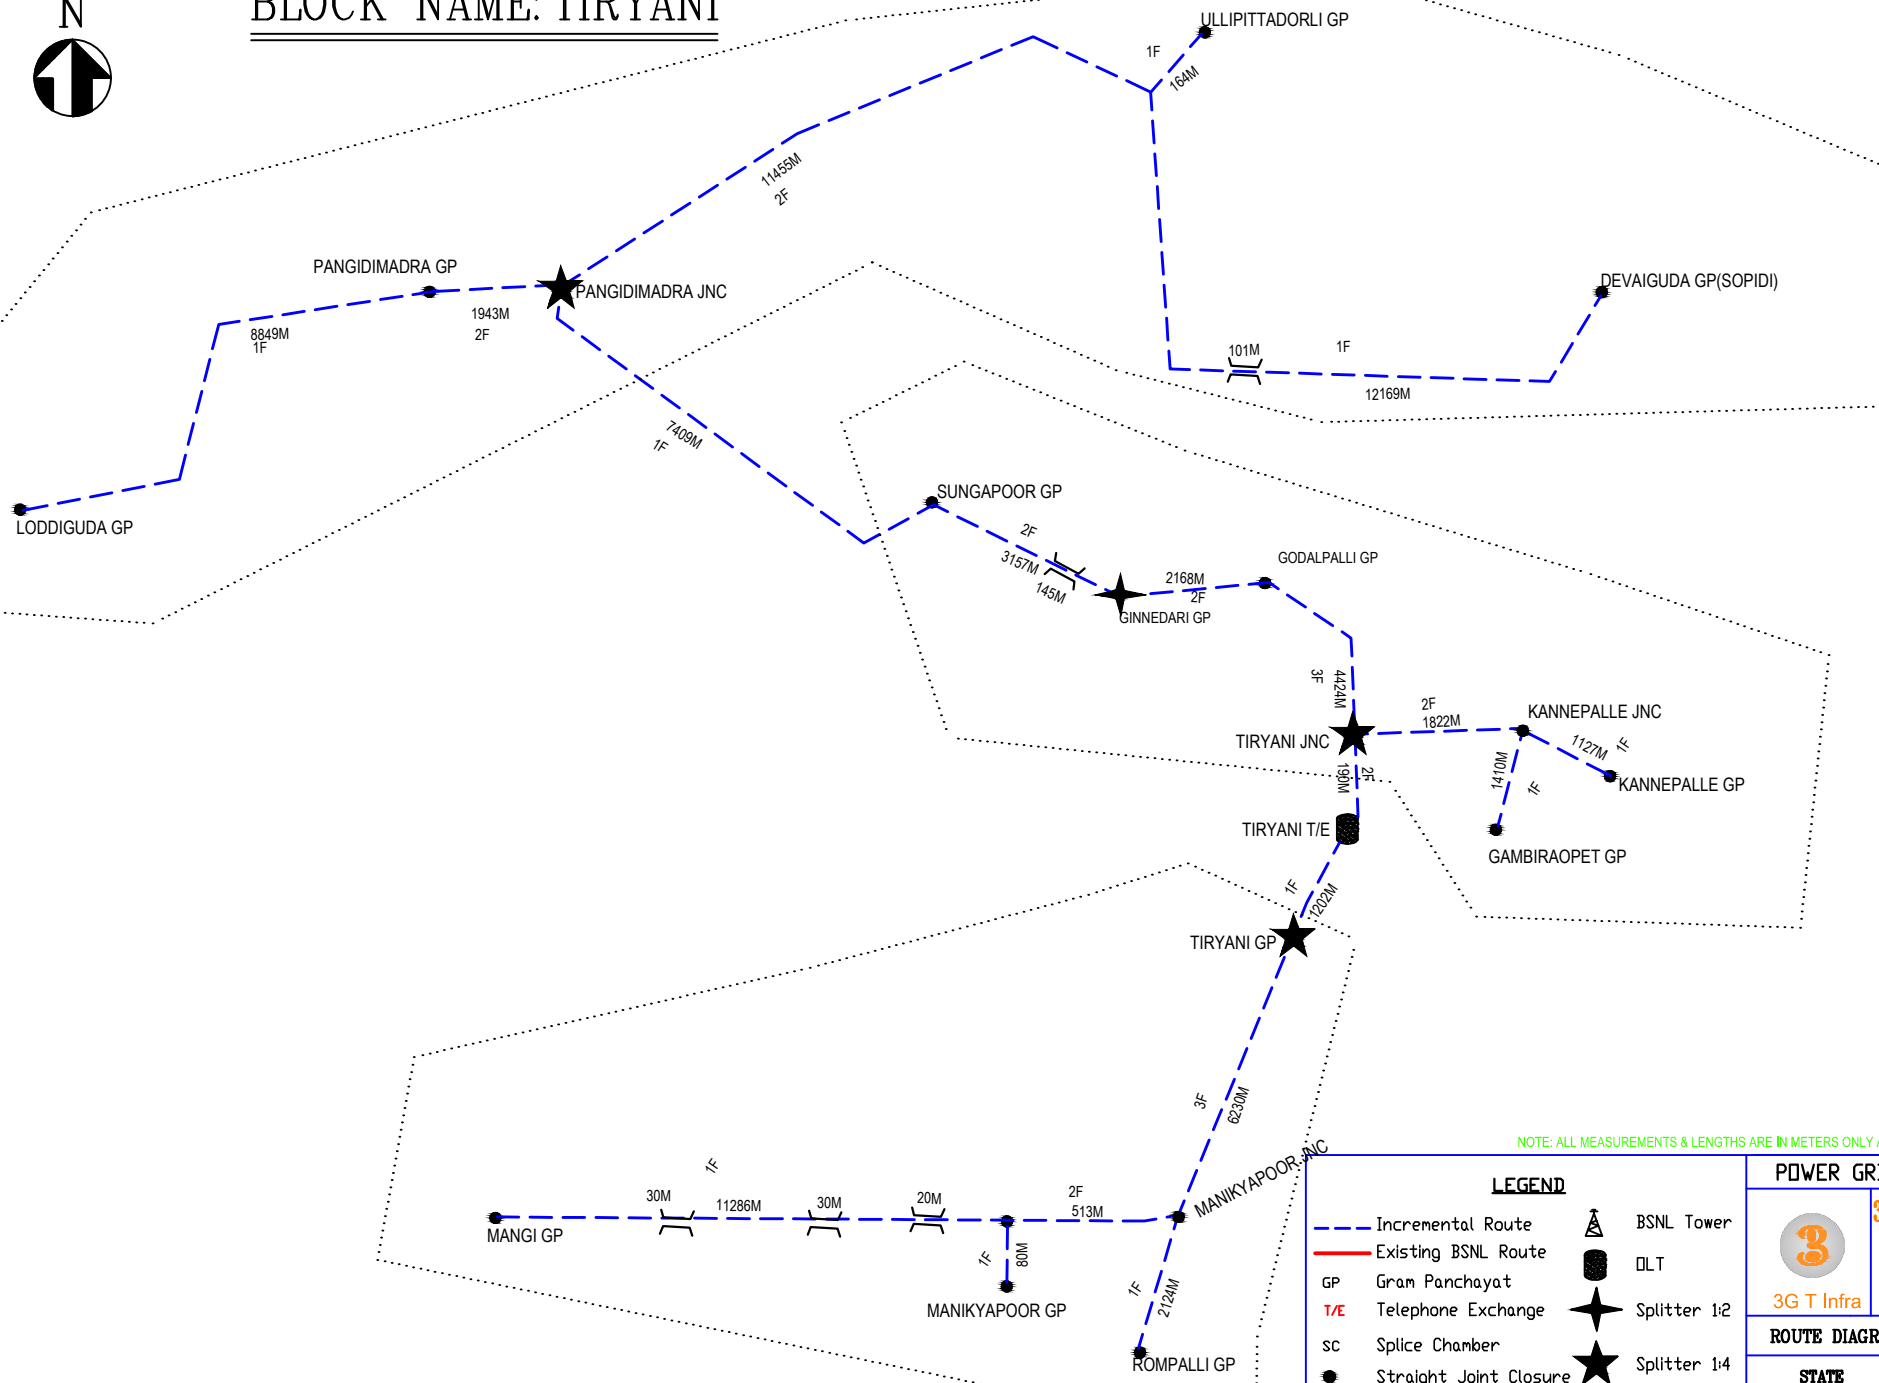 N
BLOCK NAME: TIRYANI
ULLIPITTADORLI GP
1F
164M
11455M
2F
PANGIDIMADRA GP
PANGIDIMADRA JNC
1943M
2F
8849M
1F
DEVAIGUDA GP(SOPIDI)
101M
1F
12169M
7409M
1F
LODDIGUDA GP
SUNGAPOOR GP
2F
3157M
145M
GODALPALLI GP
2168M
2F
GINNEDARI GP
3F
4424M
2F
1822M
KANNEPALLE JNC
TIRYANI JNC
1127M
1F
190M
2F
1410M
1F
KANNEPALLE GP
TIRYANI T/E
GAMBIRAOPET GP
1F
1202M
TIRYANI GP
3F
6230M
MANIKYAPOOR JNC
1F
30M
11286M
30M
20M
2F
513M
MANGI GP
1F
80M
MANIKYAPOOR GP
1F
2124M
ROMPALLI GP
NOTE: ALL MEASUREMENTS & LENGTHS ARE IN METERS ONLY
LEGEND
Incremental Route
Existing BSNL Route
GP Gram Panchayat
T/E Telephone Exchange
SC Splice Chamber
Straight Joint Closure
BSNL Tower
OLT
Splitter 1:2
Splitter 1:4
POWER GRI
3
3
3G T Infra
ROUTE DIAGR
STATE